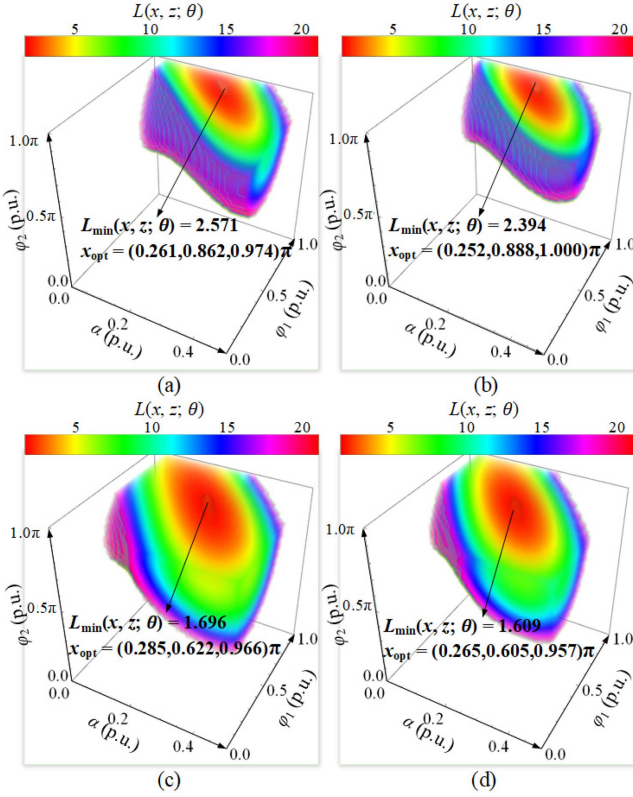 L(x, z; θ) L(x, z; θ)
5 10 15 20 5 10 15 20
1.0π 1.0π
0.5π 0.5π
φ₂ (p.u.) φ₂ (p.u.)
Lmin(x, z; θ) = 2.571 Lmin(x, z; θ) = 2.394
xopt = (0.261,0.862,0.974)π xopt = (0.252,0.888,1.000)π
1.0 1.0
0.0 0.5 0.0 0.5
0.0 0.0
0.2 φ₁ (p.u.) 0.2 φ₁ (p.u.)
α (p.u.) 0.4 α (p.u.) 0.4
0.0 0.0
(a) (b)
L(x, z; θ) L(x, z; θ)
5 10 15 20 5 10 15 20
1.0π 1.0π
0.5π 0.5π
φ₂ (p.u.) φ₂ (p.u.)
Lmin(x, z; θ) = 1.696 Lmin(x, z; θ) = 1.609
1.0 1.0
xopt = (0.285,0.622,0.966)π xopt = (0.265,0.605,0.957)π
0.0 0.5 0.0 0.5
0.0 0.0
0.2 φ₁ (p.u.) 0.2 φ₁ (p.u.)
α (p.u.) 0.4 α (p.u.) 0.4
0.0 0.0
(c) (d)